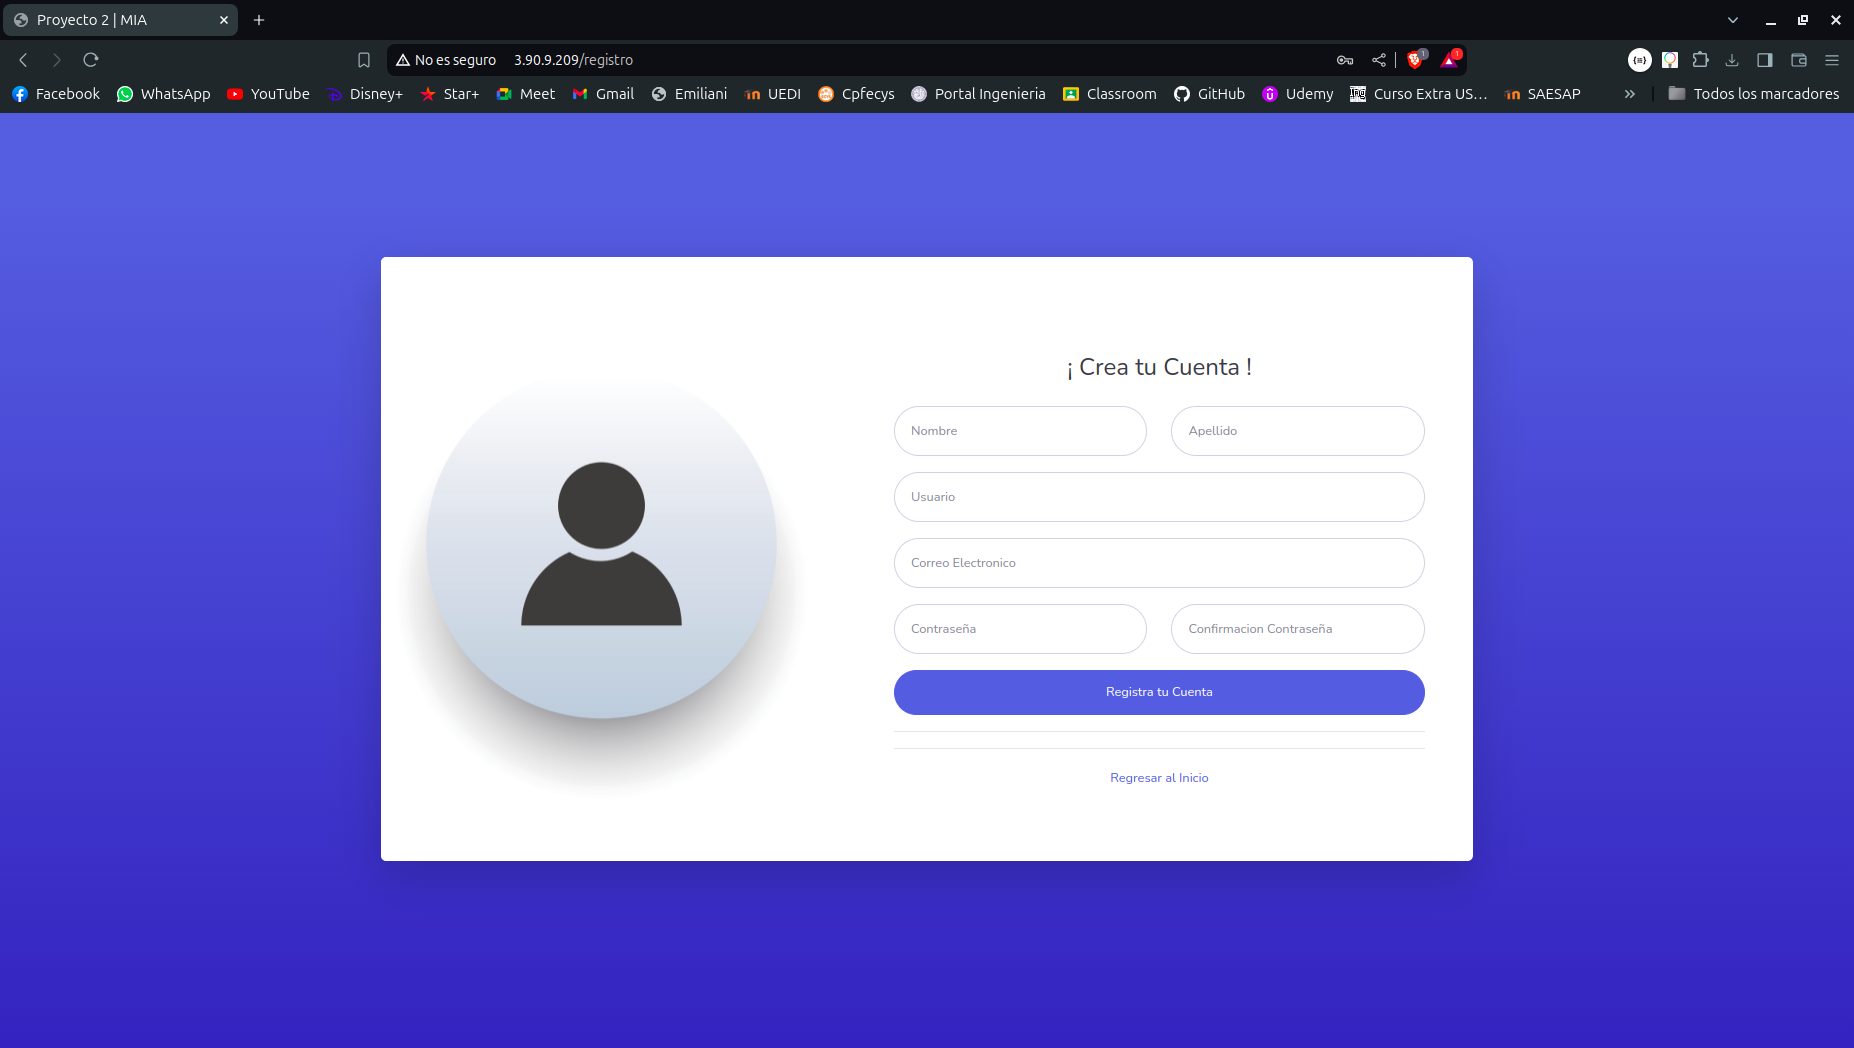 Proyecto 2 | MIA
No es seguro 3.90.9.209/registro
1
1
Facebook WhatsApp YouTube Disney+ Star+ Meet Gmail Emiliani UEDI Cpfecys Portal Ingenieria Classroom GitHub Udemy Curso Extra US... SAESAP Todos los marcadores
¡ Crea tu Cuenta !
Nombre Apellido
Usuario
Correo Electronico
Contraseña Confirmacion Contraseña
Registra tu Cuenta
Regresar al Inicio